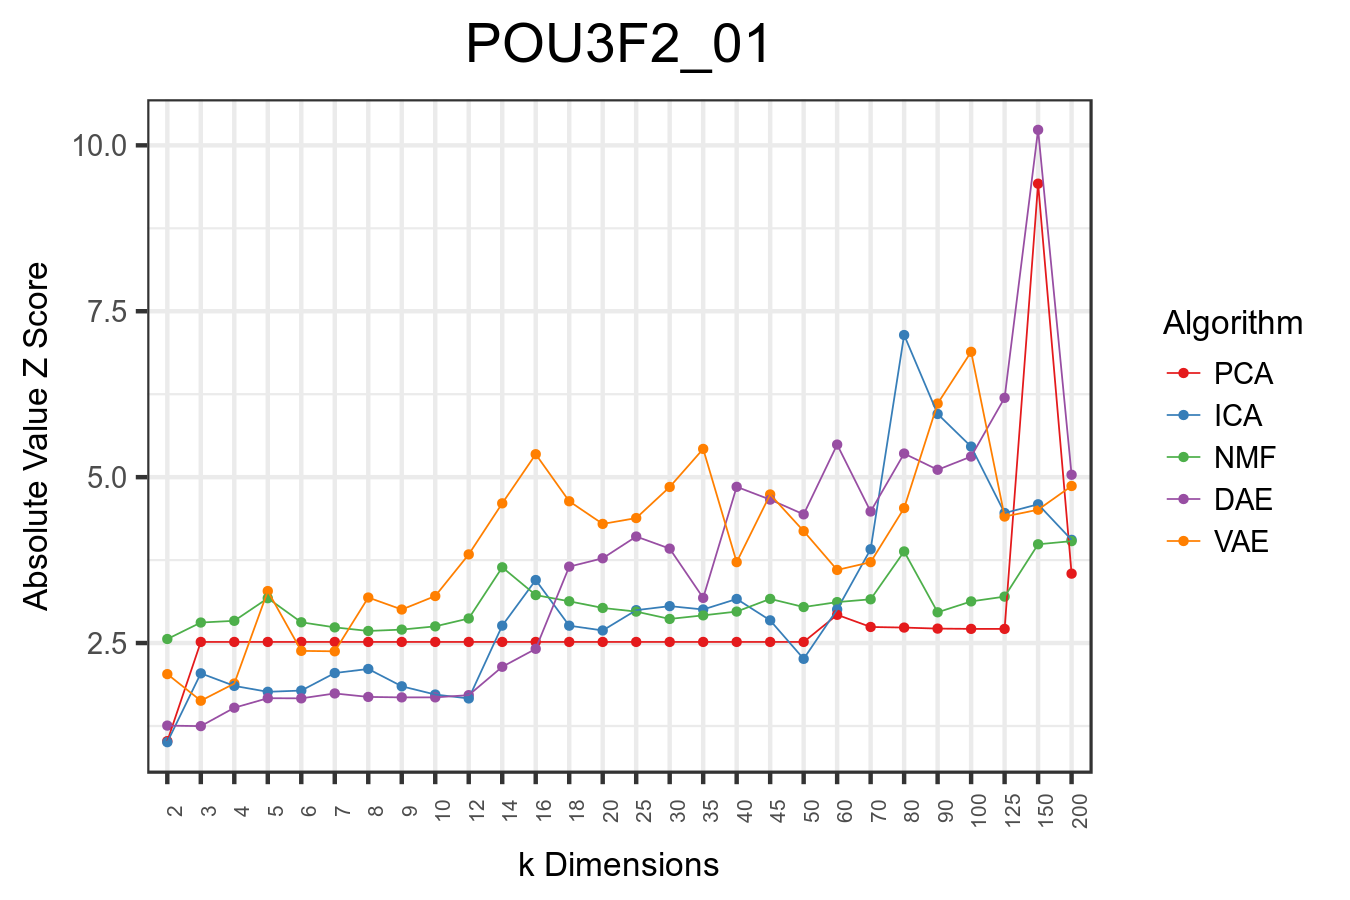 POU3F2_01
Absolute Value Z Score
10.0
7.5
5.0
2.5
2 3 4 5 6 7 8 9 10 12 14 16 18 20 25 30 35 40 45 50 60 70 80 90 100 125 150 200
k Dimensions
Algorithm
PCA
ICA
NMF
DAE
VAE